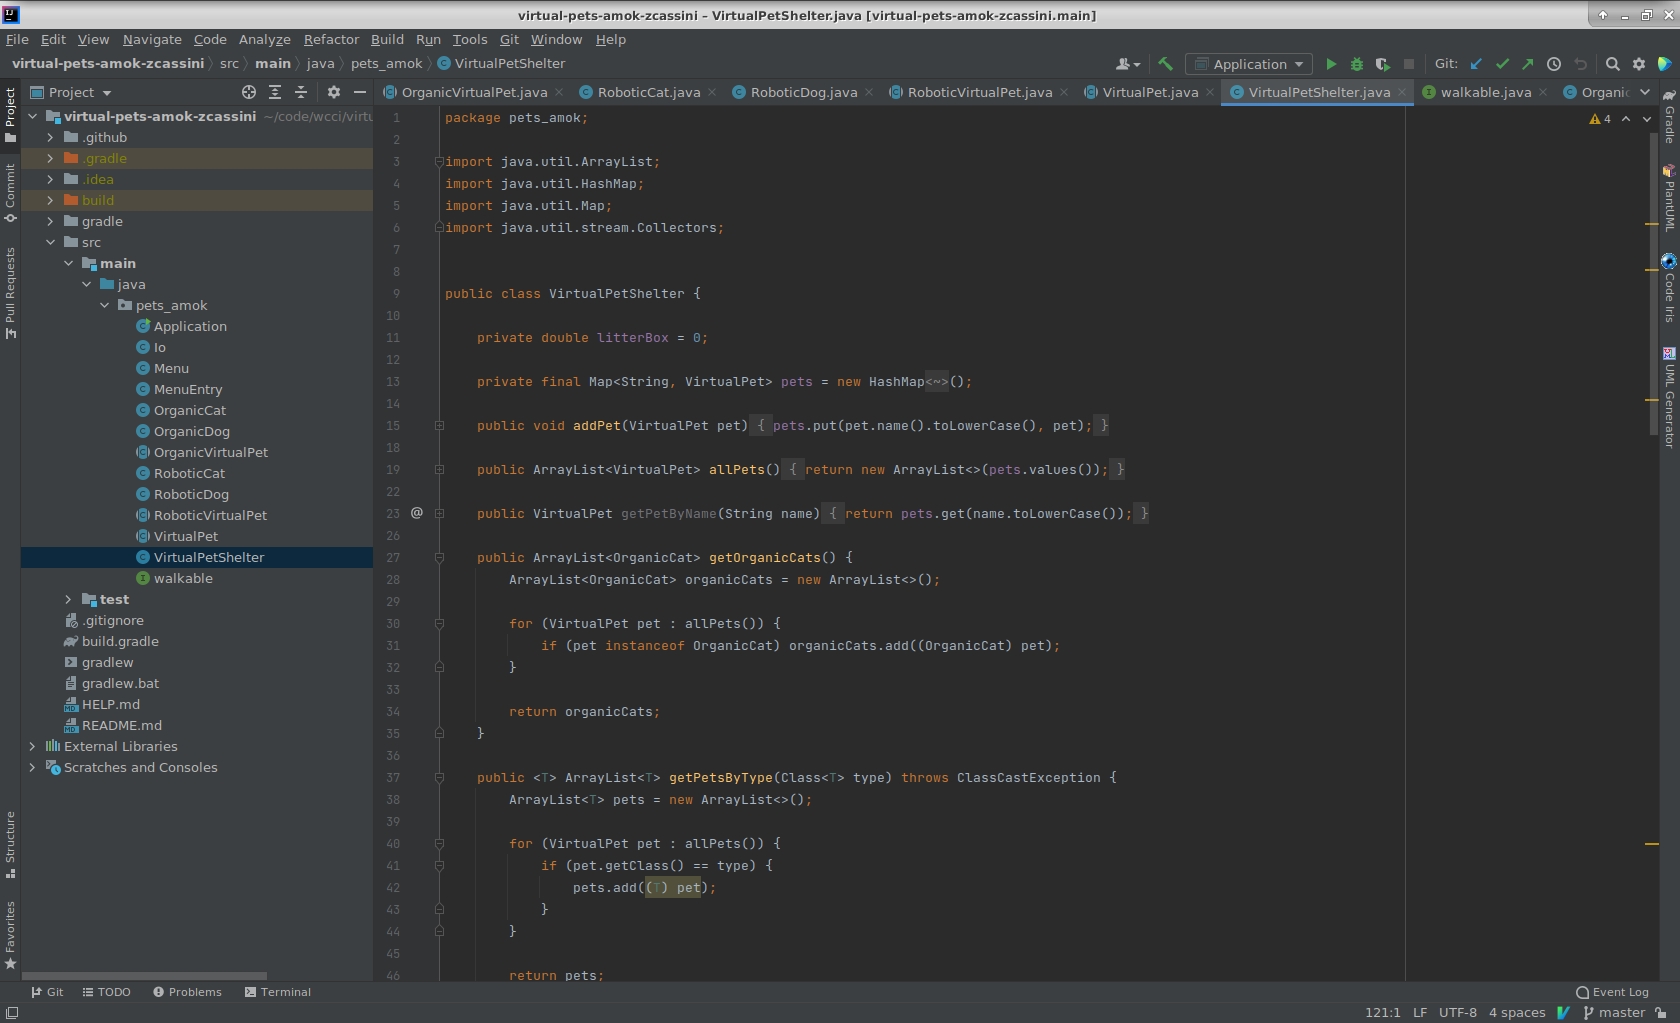 virtual-pets-amok-zcassini – VirtualPetShelter.java [virtual-pets-amok-zcassini.main]
File Edit View Navigate Code Analyze Refactor Build Run Tools Git Window Help
virtual-pets-amok-zcassini src main java pets_amok VirtualPetShelter Application Git:
Project OrganicVirtualPet.java RoboticCat.java RoboticDog.java RoboticVirtualPet.java VirtualPet.java VirtualPetShelter.java walkable.java Organi
Project
Commit
Pull Requests
Structure
Favorites
virtual-pets-amok-zcassini ~/code/wcci/virtu
.github
.gradle
.idea
build
gradle
src
main
java
pets_amok
Application
Io
Menu
MenuEntry
OrganicCat
OrganicDog
OrganicVirtualPet
RoboticCat
RoboticDog
RoboticVirtualPet
VirtualPet
VirtualPetShelter
walkable
test
.gitignore
build.gradle
gradlew
gradlew.bat
HELP.md
README.md
External Libraries
Scratches and Consoles
1 package pets_amok;
2
3 import java.util.ArrayList;
4 import java.util.HashMap;
5 import java.util.Map;
6 import java.util.stream.Collectors;
7
8
9 public class VirtualPetShelter {
10
11 private double litterBox = 0;
12
13 private final Map<String, VirtualPet> pets = new HashMap<~>();
14
15 public void addPet(VirtualPet pet) { pets.put(pet.name().toLowerCase(), pet); }
18
19 public ArrayList<VirtualPet> allPets() { return new ArrayList<>(pets.values()); }
22
23 @ public VirtualPet getPetByName(String name) { return pets.get(name.toLowerCase()); }
26
27 public ArrayList<OrganicCat> getOrganicCats() {
28 ArrayList<OrganicCat> organicCats = new ArrayList<>();
29
30 for (VirtualPet pet : allPets()) {
31 if (pet instanceof OrganicCat) organicCats.add((OrganicCat) pet);
32 }
33
34 return organicCats;
35 }
36
37 public <T> ArrayList<T> getPetsByType(Class<T> type) throws ClassCastException {
38 ArrayList<T> pets = new ArrayList<>();
39
40 for (VirtualPet pet : allPets()) {
41 if (pet.getClass() == type) {
42 pets.add((T) pet);
43 }
44 }
45
46 return pets;
4
Gradle
PlantUML
Code Iris
UML Generator
Git TODO Problems Terminal Event Log
121:1 LF UTF-8 4 spaces master